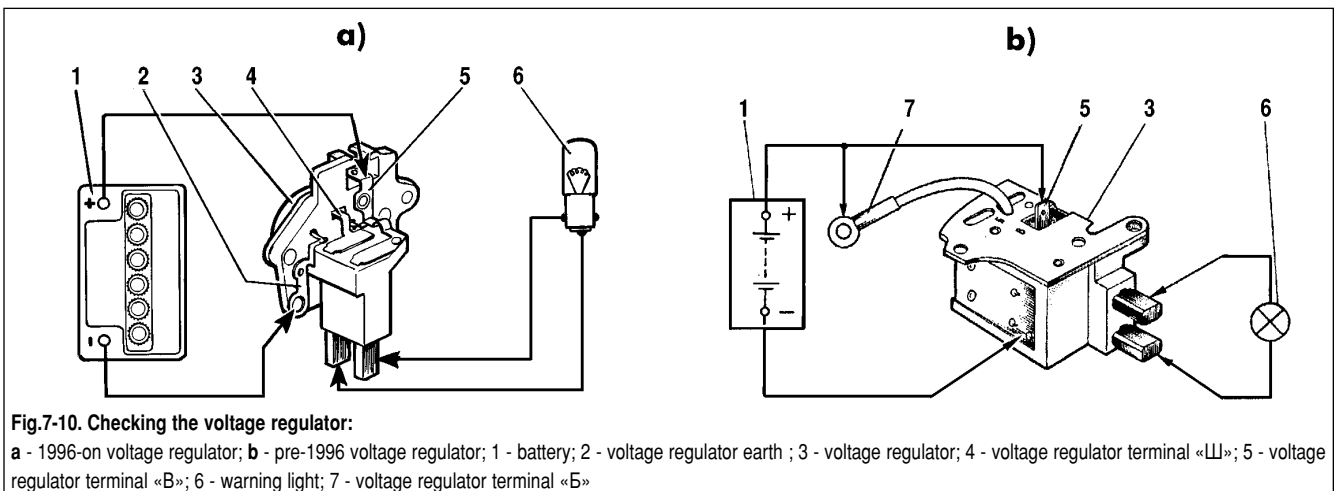 a)
b)
1 2 3 4 5 6
1 7 5 3 6
+
-
+
-
Fig.7-10. Checking the voltage regulator:
a - 1996-on voltage regulator; b - pre-1996 voltage regulator; 1 - battery; 2 - voltage regulator earth ; 3 - voltage regulator; 4 - voltage regulator terminal «Ш»; 5 - voltage
regulator terminal «В»; 6 - warning light; 7 - voltage regulator terminal «Б»